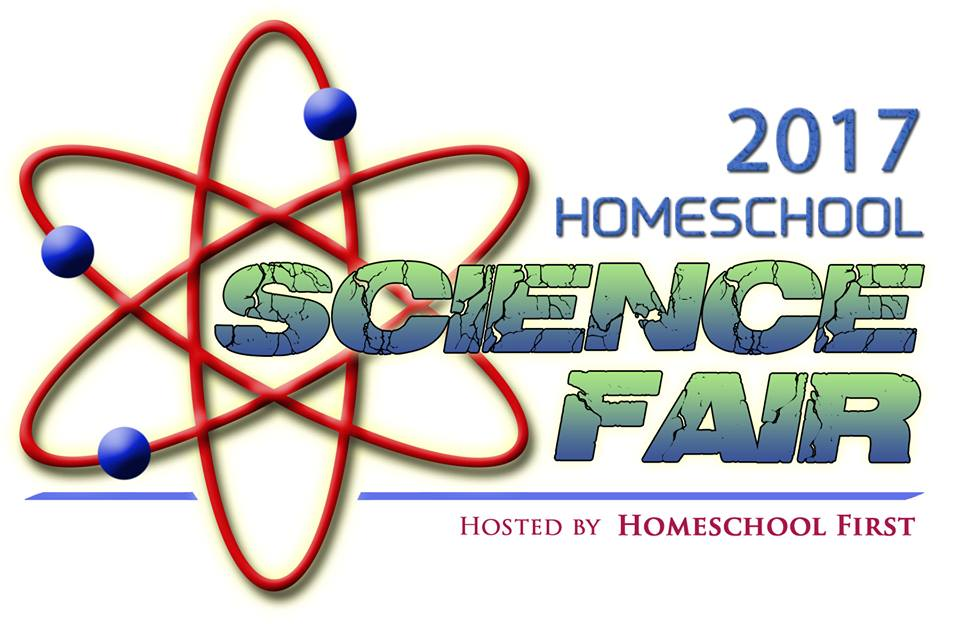 2017
HOMESCHOOL
SCIENCE
FAIR
HOSTED BY HOMESCHOOL FIRST